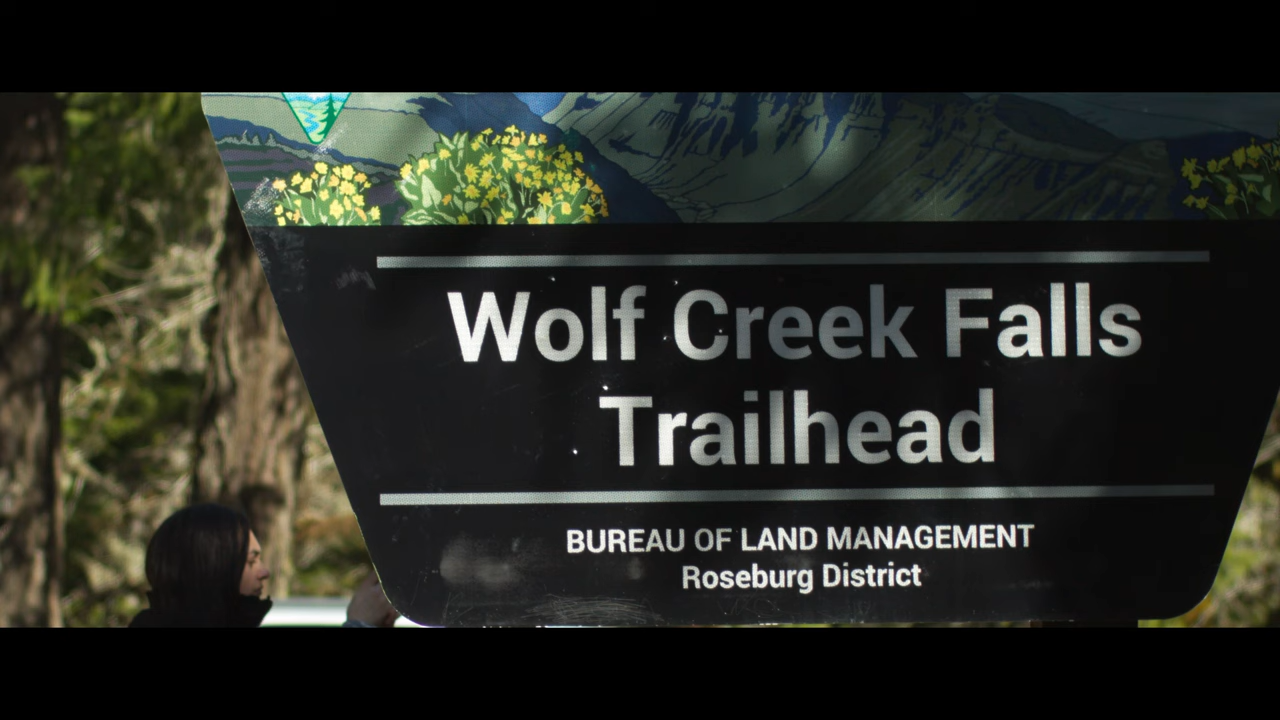 Wolf Creek Falls
Trailhead
BUREAU OF LAND MANAGEMENT
Roseburg District